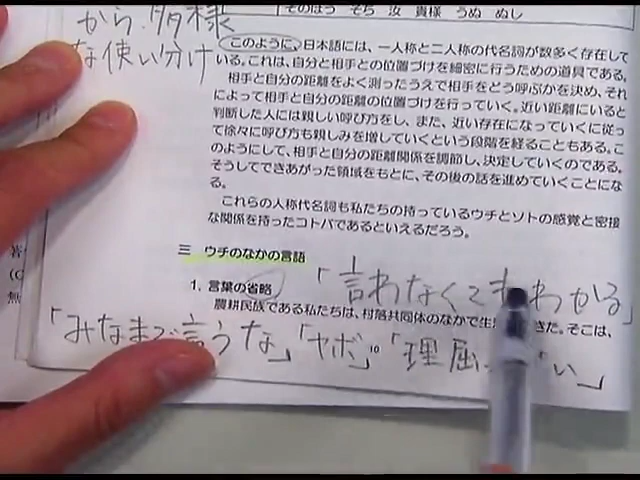 そのほう そち 汝 貴様 うぬ ぬし
から、多様
な使い分け
このように、日本語には、一人称と二人称の代名詞が数多く存在して
いる。これは、自分と相手との位置づけを細密に行うための道具である。
相手と自分の距離をよく測ったうえで相手をどう呼ぶかを決め、それ
によって相手と自分の距離の位置づけを行っていく。近い距離にいると
判断した人には親しい呼び方をし、また、近い存在になっていくに従っ
て徐々に呼び方も親しみを増していくという段階を経ることもある。こ
のようにして、相手と自分の距離関係を調節し、決定していくのである。
そうしてできあがった領域をもとに、その後の話を進めていくことにな
る。
これらの人称代名詞も私たちの持っているウチとソトの感覚と密接
な関係を持ったコトバであるといえるだろう。
三 ウチのなかの言語
「言わなくても わかる」
1. 言葉の省略
農耕民族である私たちは、村落共同体のなかで生 きた。そこは、
「みなまで言うな」「ヤボ」「理屈 い」
10